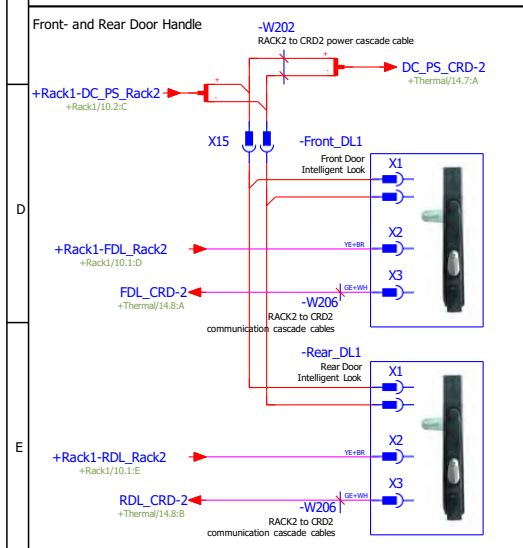 Front- and Rear Door Handle
-W202
RACK2 to CRD2 power cascade cable
DC_PS_CRD-2
+Thermal/14.7:A
+Rack1-DC_PS_Rack2
+Rack1/10.2:C
+
-
+
-
X15
-Front_DL1
Front Door
Intelligent Look
X1
D
+Rack1-FDL_Rack2
+Rack1/10.1:D
YE+BR
X2
FDL_CRD-2
+Thermal/14.8:A
GE+WH
X3
-W206
RACK2 to CRD2
communication cascade cables
-Rear_DL1
Rear Door
Intelligent Look
X1
E
+Rack1-RDL_Rack2
+Rack1/10.1:E
YE+BR
X2
RDL_CRD-2
+Thermal/14.8:B
GE+WH
X3
-W206
RACK2 to CRD2
communication cascade cables